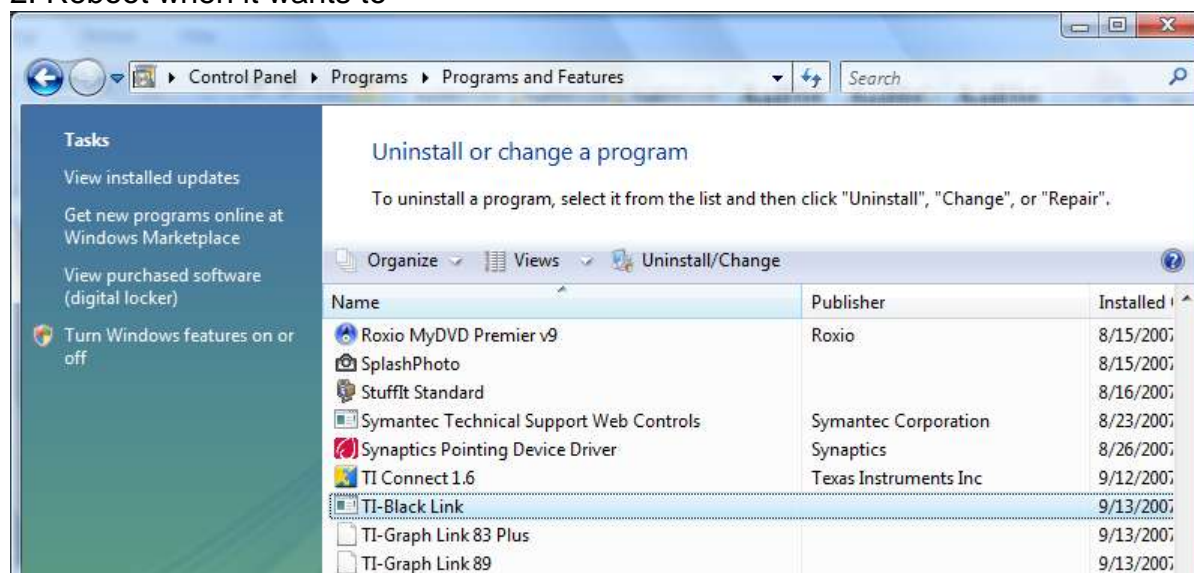 2. Reboot when it wants to
Control Panel Programs Programs and Features Search
Tasks
View installed updates
Get new programs online at
Windows Marketplace
View purchased software
(digital locker)
Turn Windows features on or
off
Uninstall or change a program
To uninstall a program, select it from the list and then click "Uninstall", "Change", or "Repair".
Organize Views Uninstall/Change
Name Publisher Installed
Roxio MyDVD Premier v9 Roxio 8/15/2007
SplashPhoto 8/15/2007
StuffIt Standard 8/16/2007
Symantec Technical Support Web Controls Symantec Corporation 8/23/2007
Synaptics Pointing Device Driver Synaptics 8/26/2007
TI Connect 1.6 Texas Instruments Inc 9/12/2007
TI-Black Link 9/13/2007
TI-Graph Link 83 Plus 9/13/2007
TI-Graph Link 89 9/13/2007